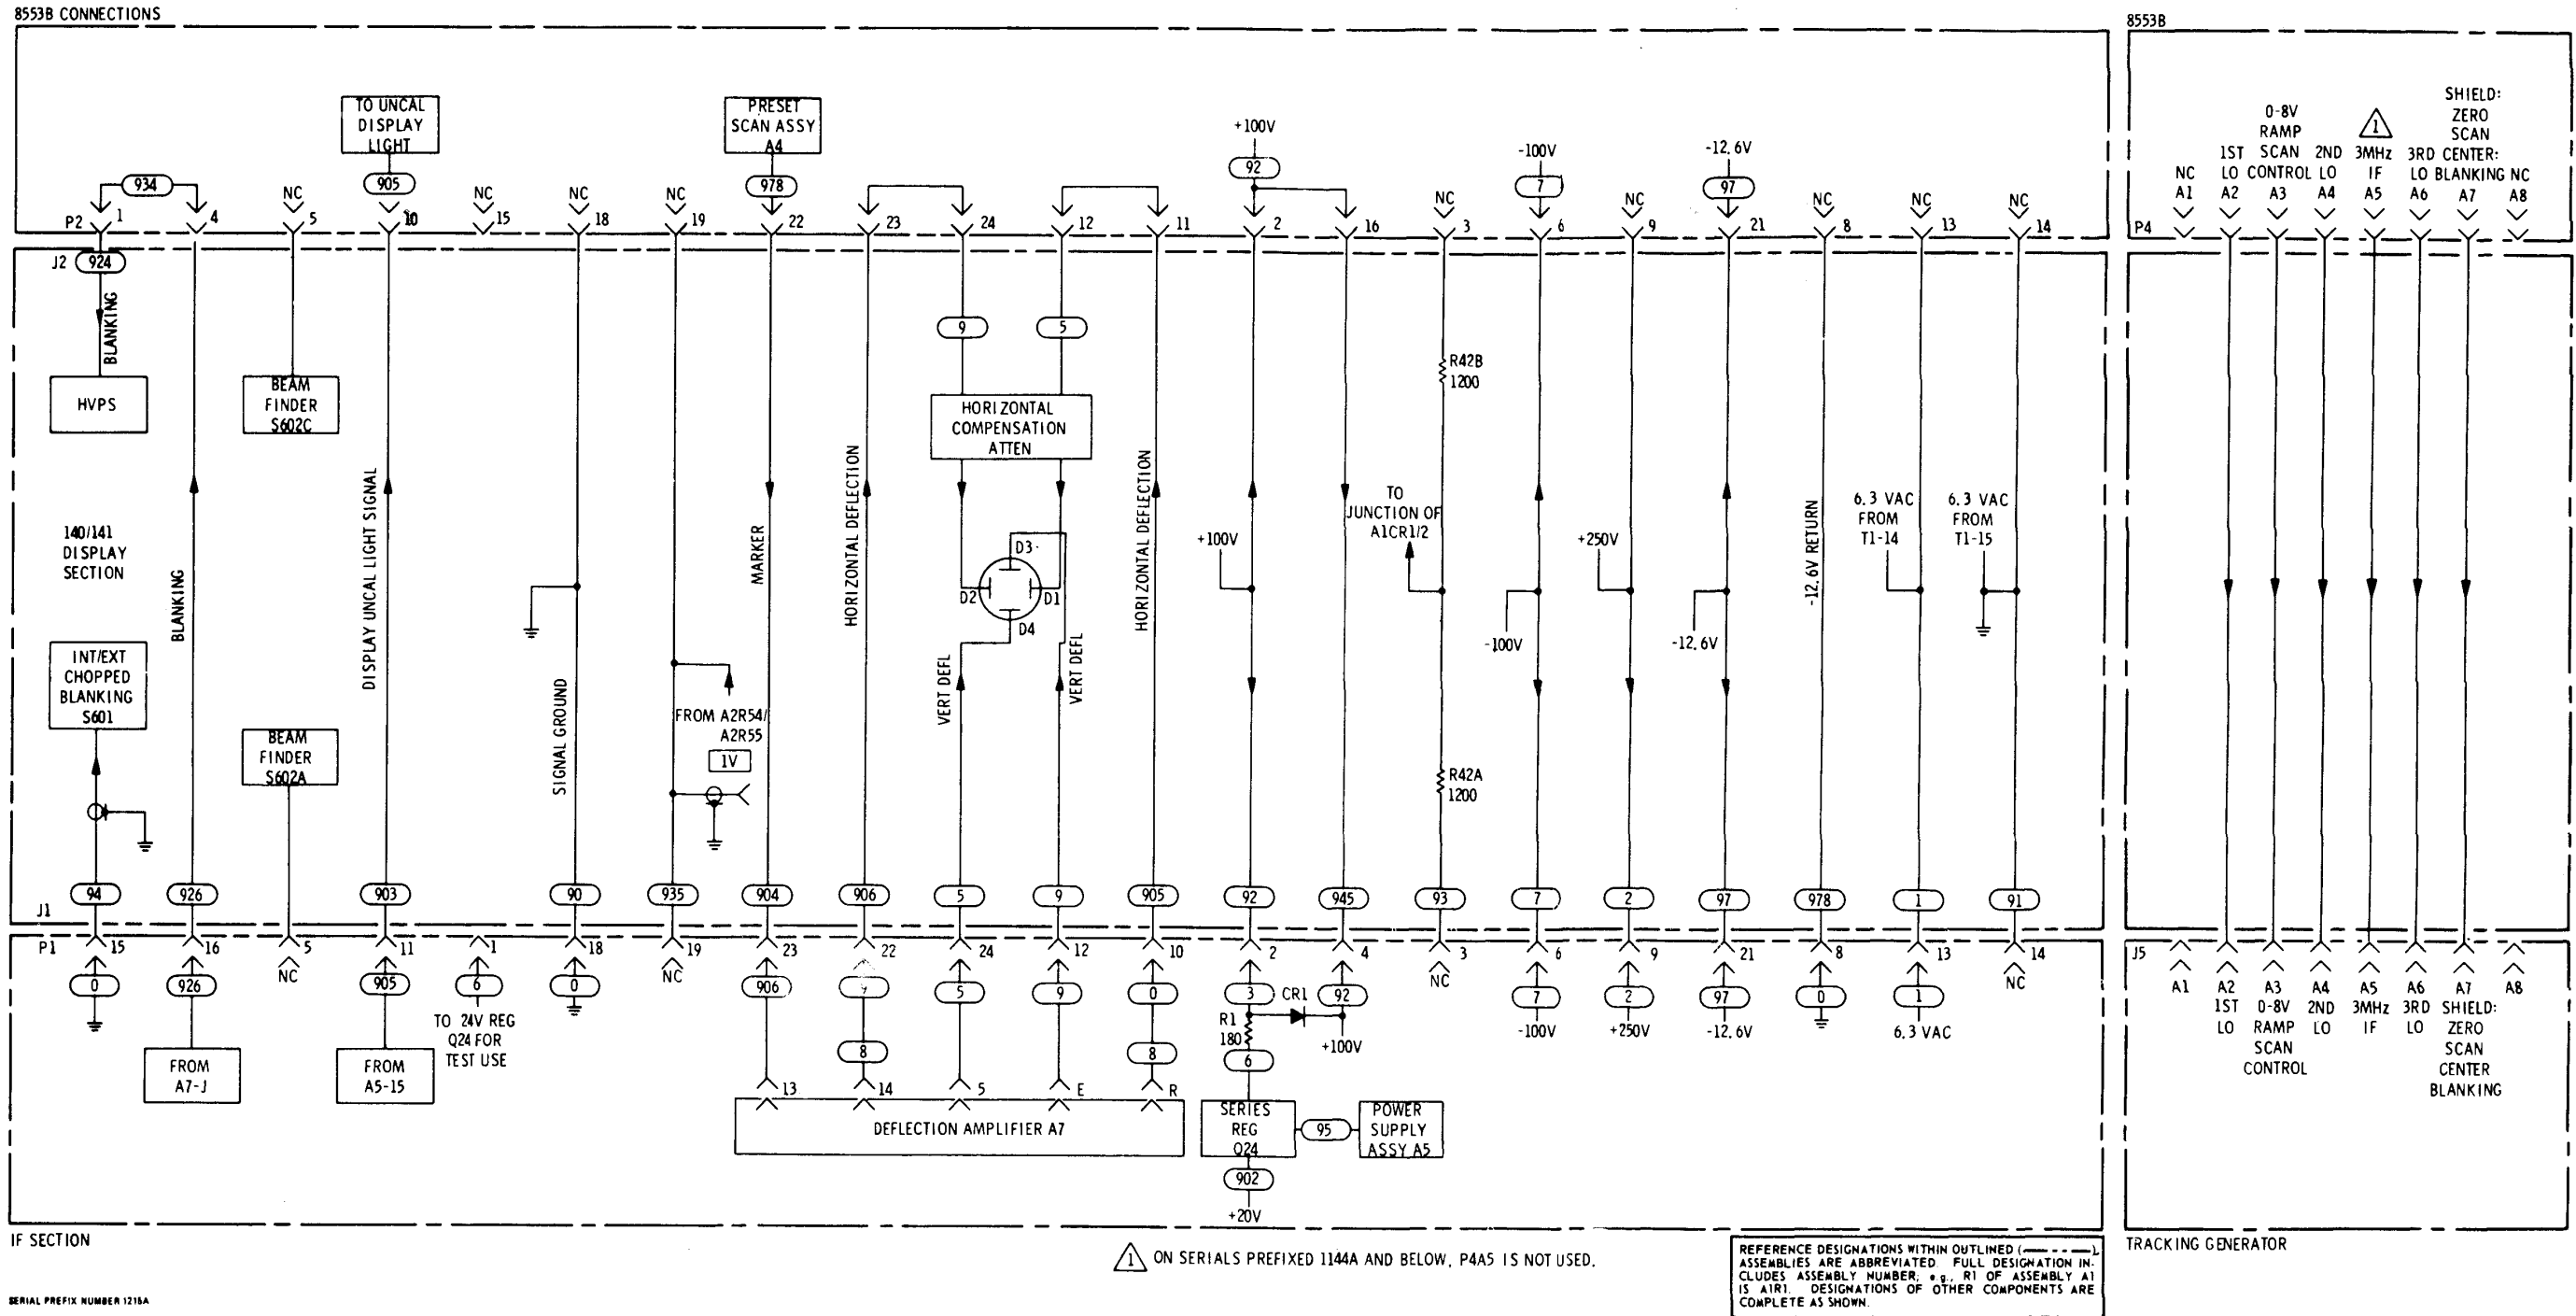 8553B CONNECTIONS
8553B
TO UNCAL
DISPLAY
LIGHT
PRESET
SCAN ASSY
A4
+100V
-100V
-12.6V
934
905
978
92
7
97
NC
NC
NC
NC
NC
NC
NC
NC
NC
P2
1
4
5
10
15
18
19
22
23
24
12
11
2
16
3
6
9
21
8
13
14
SHIELD:
0-8V ZERO
RAMP 1 SCAN
1ST SCAN 2ND 3MHz 3RD CENTER:
NC LO CONTROL LO IF LO BLANKING NC
A1 A2 A3 A4 A5 A6 A7 A8
P4
J2
924
BLANKING
HVPS
BEAM
FINDER
S602C
9
5
HORIZONTAL
COMPENSATION
ATTEN
R42B
1200
140/141
DISPLAY
SECTION
BLANKING
DISPLAY UNCAL LIGHT SIGNAL
SIGNAL GROUND
MARKER
HORIZONTAL DEFLECTION
D3
D2
D1
D4
VERT DEFL
VERT DEFL
HORIZONTAL DEFLECTION
+100V
TO
JUNCTION OF
A1CR1/2
-100V
+250V
-12.6V
-12.6V RETURN
6.3 VAC
FROM
T1-14
6.3 VAC
FROM
T1-15
INT/EXT
CHOPPED
BLANKING
S601
BEAM
FINDER
S602A
FROM A2R54/
A2R55
1V
R42A
1200
94
926
903
90
935
904
906
5
9
905
92
945
93
7
2
97
978
1
91
J1
P1
15
16
5
11
1
18
19
23
22
24
12
10
2
4
3
6
9
21
8
13
14
NC
NC
NC
NC
0
926
905
6
0
906
9
5
9
0
3
CR1
92
7
2
97
0
1
TO 24V REG
Q24 FOR
TEST USE
FROM
A7-J
FROM
A5-15
8
8
R1
180
6
+100V
-100V
+250V
-12.6V
6.3 VAC
13
14
5
E
R
DEFLECTION AMPLIFIER A7
SERIES
REG
Q24
95
POWER
SUPPLY
ASSY A5
902
+20V
J5
A1 A2 A3 A4 A5 A6 A7 A8
1ST 0-8V 2ND 3MHz 3RD SHIELD:
LO RAMP LO IF LO ZERO
SCAN SCAN
CONTROL CENTER
BLANKING
IF SECTION
1 ON SERIALS PREFIXED 1144A AND BELOW, P4A5 IS NOT USED.
TRACKING GENERATOR
REFERENCE DESIGNATIONS WITHIN OUTLINED (— - - —)
ASSEMBLIES ARE ABBREVIATED. FULL DESIGNATION IN-
CLUDES ASSEMBLY NUMBER; e.g., R1 OF ASSEMBLY A1
IS A1R1. DESIGNATIONS OF OTHER COMPONENTS ARE
COMPLETE AS SHOWN.
SERIAL PREFIX NUMBER 1216A